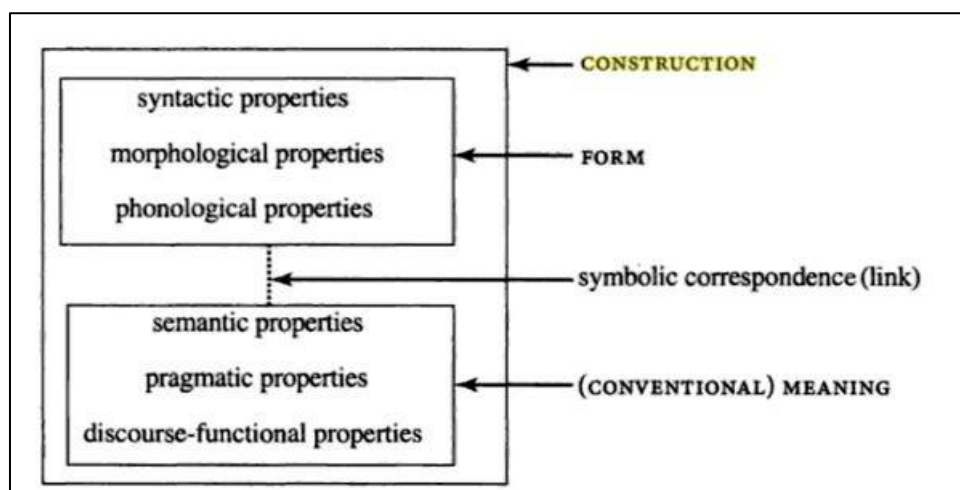 CONSTRUCTION
syntactic properties
morphological properties
FORM
phonological properties
symbolic correspondence (link)
semantic properties
pragmatic properties
(CONVENTIONAL) MEANING
discourse-functional properties